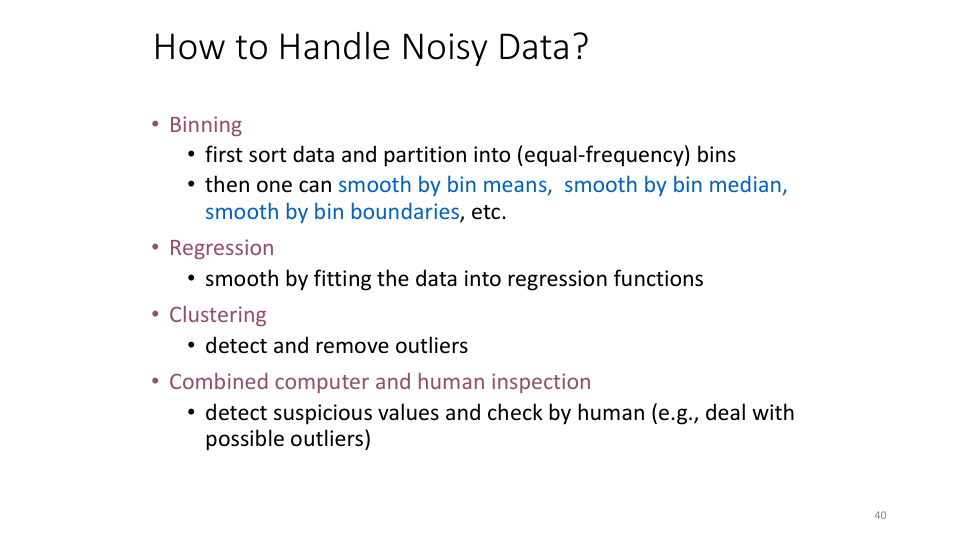 How to Handle Noisy Data?
• Binning
• first sort data and partition into (equal-frequency) bins
• then one can smooth by bin means,  smooth by bin median,
smooth by bin boundaries, etc.
• Regression
• smooth by fitting the data into regression functions
• Clustering
• detect and remove outliers
• Combined computer and human inspection
• detect suspicious values and check by human (e.g., deal with
possible outliers)
40